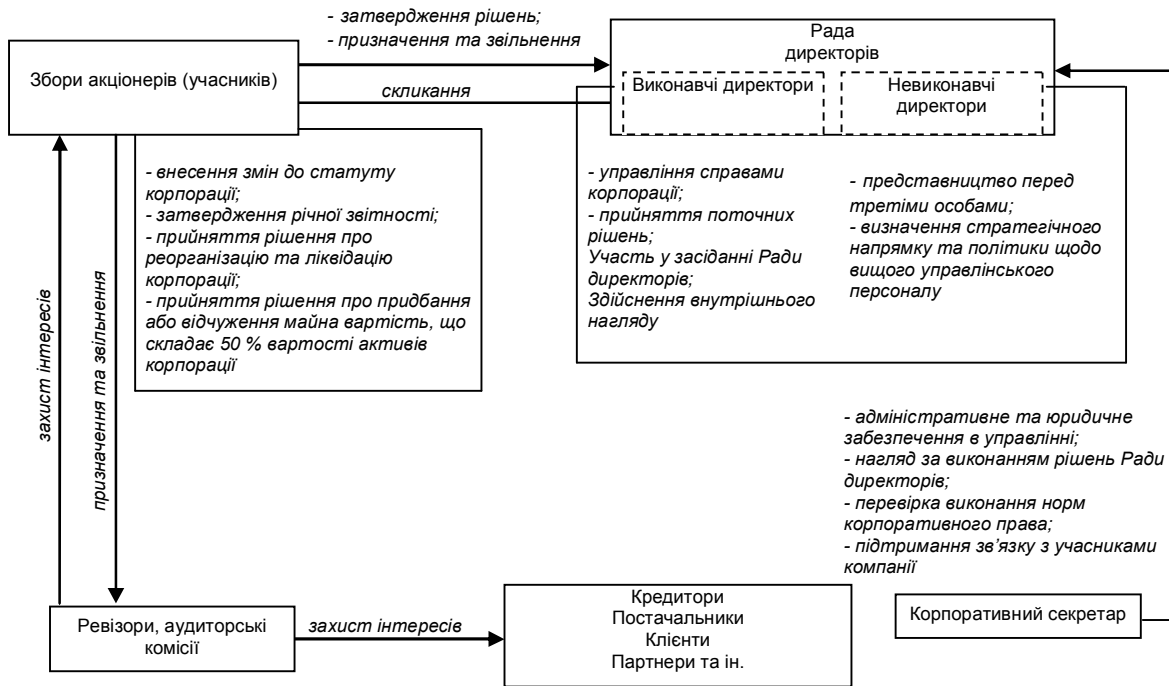 - затвердження рішень;
- призначення та звільнення
Збори акціонерів (учасників)
скликання
Рада
директорів
Виконавчі директори
Невиконавчі
директори
- внесення змін до статуту
корпорації;
- затвердження річної звітності;
- прийняття рішення про
реорганізацію та ліквідацію
корпорації;
- прийняття рішення про придбання
або відчуження майна вартість, що
складає 50 % вартості активів
корпорації
- управління справами
корпорації;
- прийняття поточних
рішень;
Участь у засіданні Ради
директорів;
Здійснення внутрішнього
нагляду
- представництво перед
третіми особами;
- визначення стратегічного
напрямку та політики щодо
вищого управлінського
персоналу
захист інтересів
призначення та звільнення
- адміністративне та юридичне
забезпечення в управлінні;
- нагляд за виконанням рішень Ради
директорів;
- перевірка виконання норм
корпоративного права;
- підтримання зв’язку з учасниками
компанії
Ревізори, аудиторські
комісії
захист інтересів
Кредитори
Постачальники
Клієнти
Партнери та ін.
Корпоративний секретар